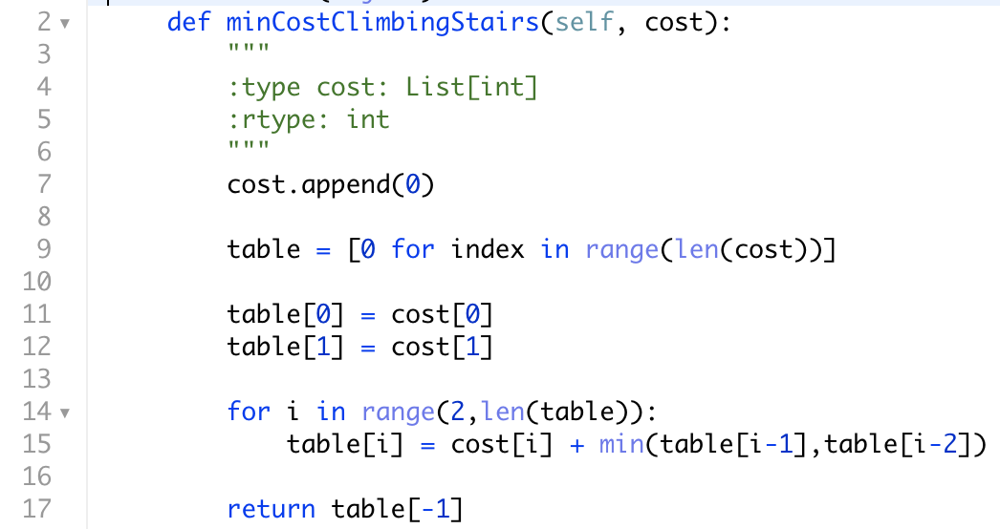 2 def minCostClimbingStairs(self, cost):
3 """
4 :type cost: List[int]
5 :rtype: int
6 """
7 cost.append(0)
8
9 table = [0 for index in range(len(cost))]
10
11 table[0] = cost[0]
12 table[1] = cost[1]
13
14 for i in range(2,len(table)):
15 table[i] = cost[i] + min(table[i-1],table[i-2])
16
17 return table[-1]